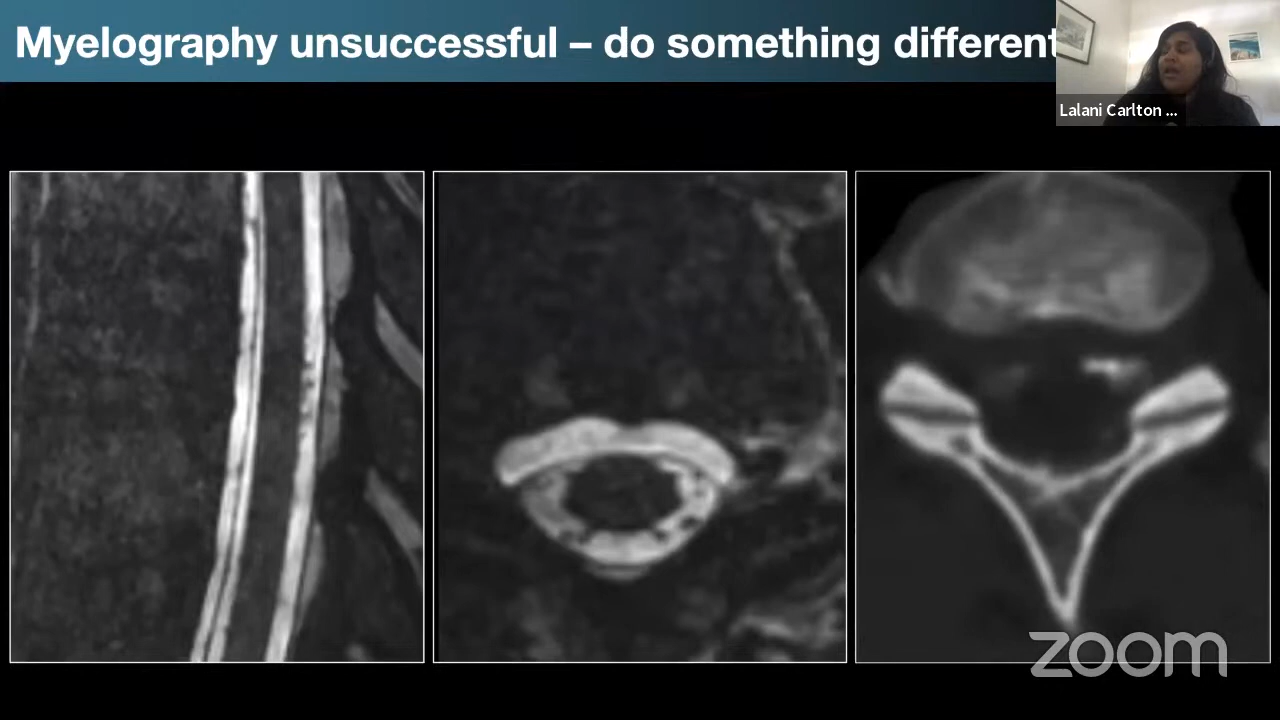 Myelography unsuccessful – do something different
Lalani Carlton ...
zoom